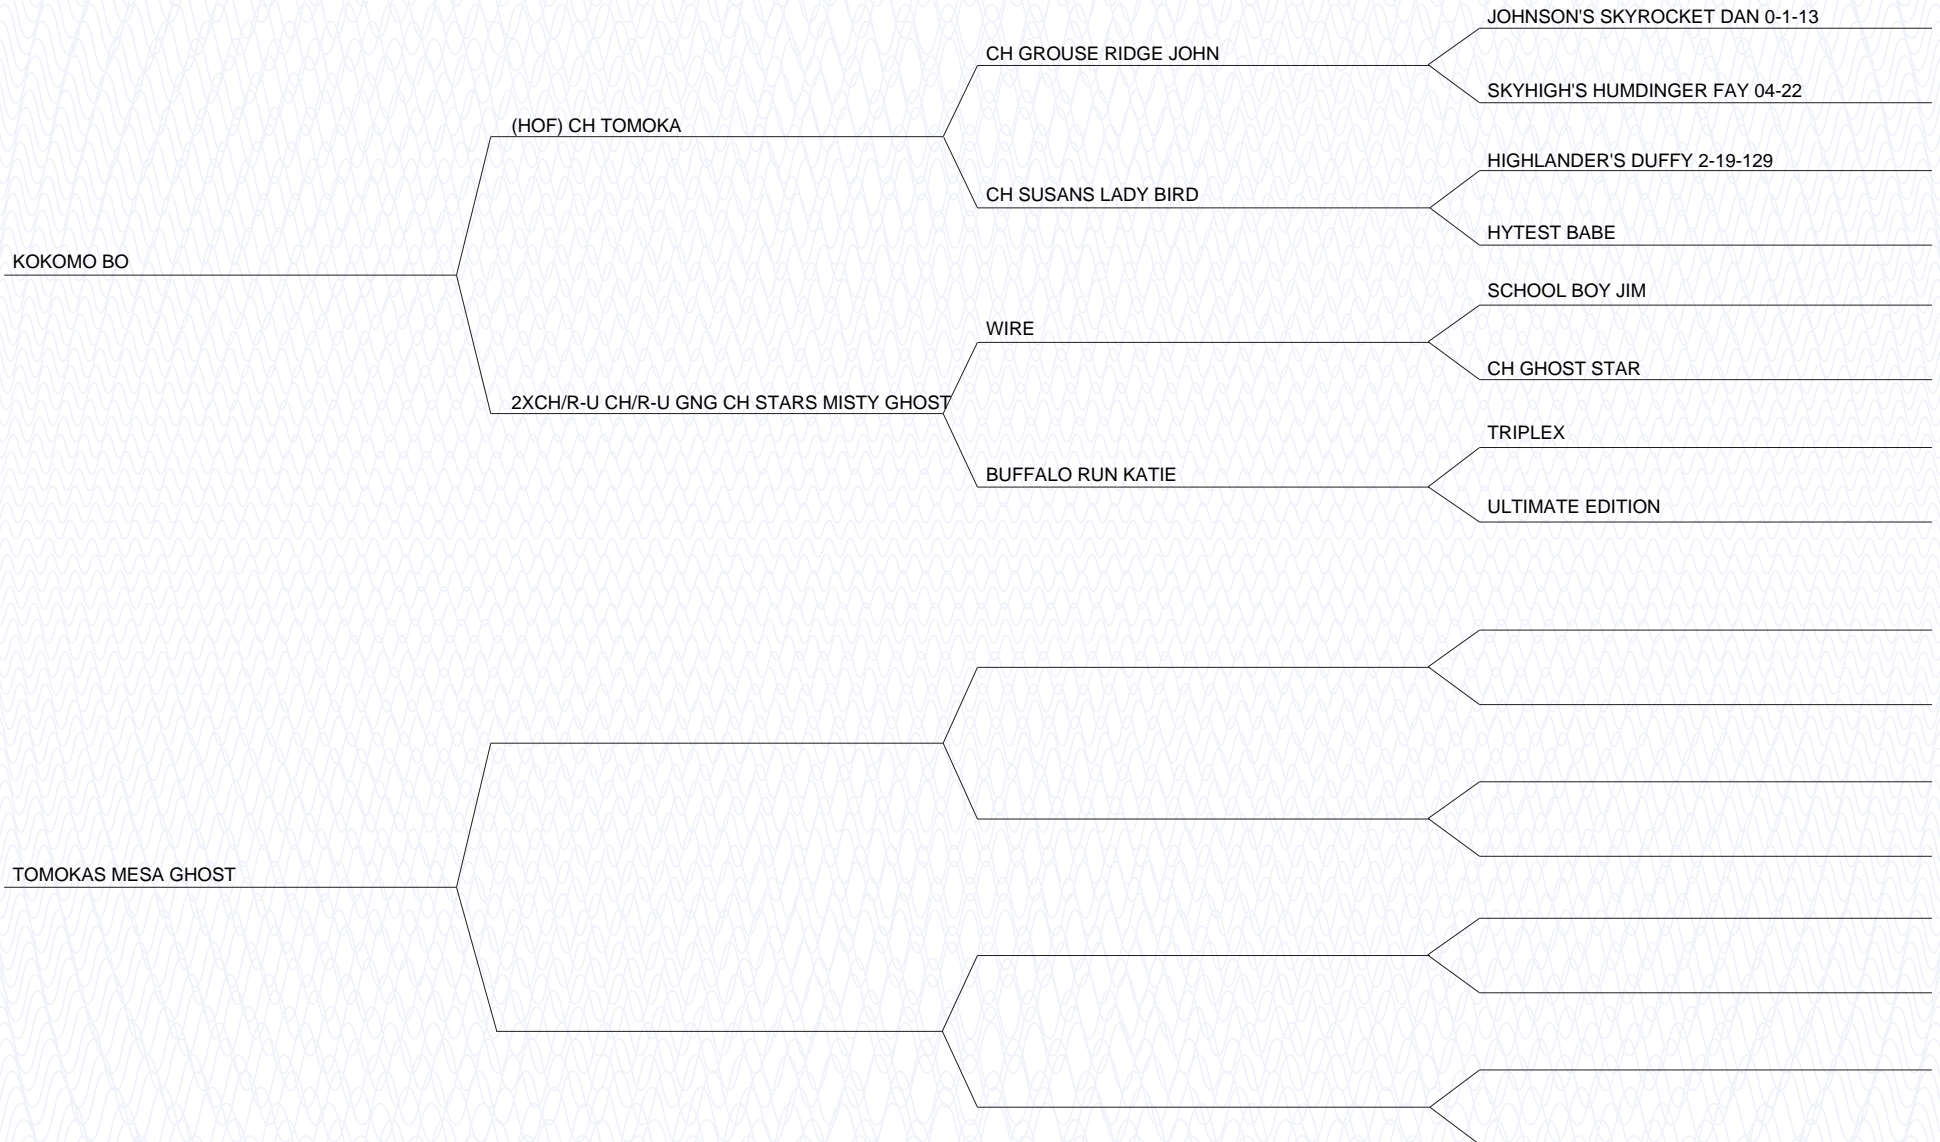 JOHNSON'S SKYROCKET DAN 0-1-13
CH GROUSE RIDGE JOHN
SKYHIGH'S HUMDINGER FAY 04-22
(HOF) CH TOMOKA
HIGHLANDER'S DUFFY 2-19-129
CH SUSANS LADY BIRD
HYTEST BABE
KOKOMO BO
SCHOOL BOY JIM
WIRE
CH GHOST STAR
2XCH/R-U CH/R-U GNG CH STARS MISTY GHOST
TRIPLEX
BUFFALO RUN KATIE
ULTIMATE EDITION
TOMOKAS MESA GHOST